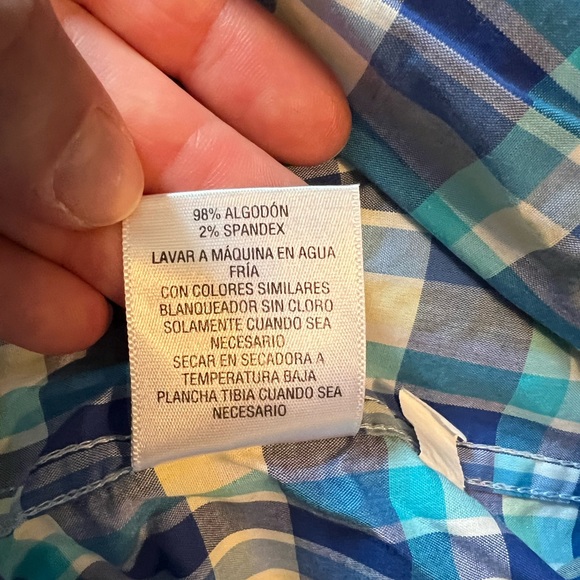 98% ALGODÓN
2% SPANDEX
LAVAR A MÁQUINA EN AGUA
FRÍA
CON COLORES SIMILARES
BLANQUEADOR SIN CLORO
SOLAMENTE CUANDO SEA
NECESARIO
SECAR EN SECADORA A
TEMPERATURA BAJA
PLANCHA TIBIA CUANDO SEA
NECESARIO